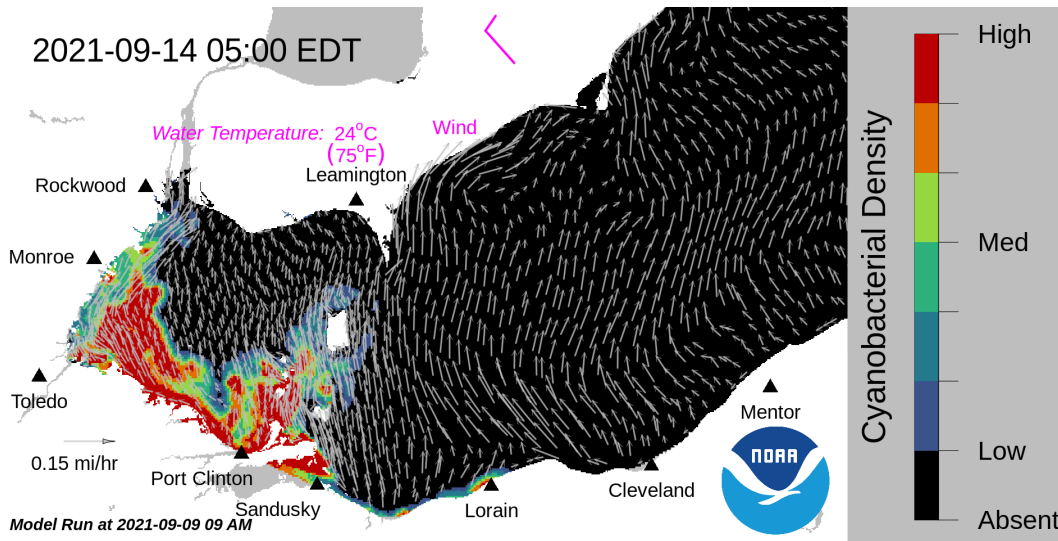 2021-09-14 05:00 EDT
Water Temperature: 24°C
(75°F)
Wind
Leamington
Rockwood
Monroe
Toledo
0.15 mi/hr
Port Clinton
Sandusky
Lorain
Cleveland
Mentor
NOAA
Model Run at 2021-09-09 09 AM
Cyanobacterial Density
High
Med
Low
Absent